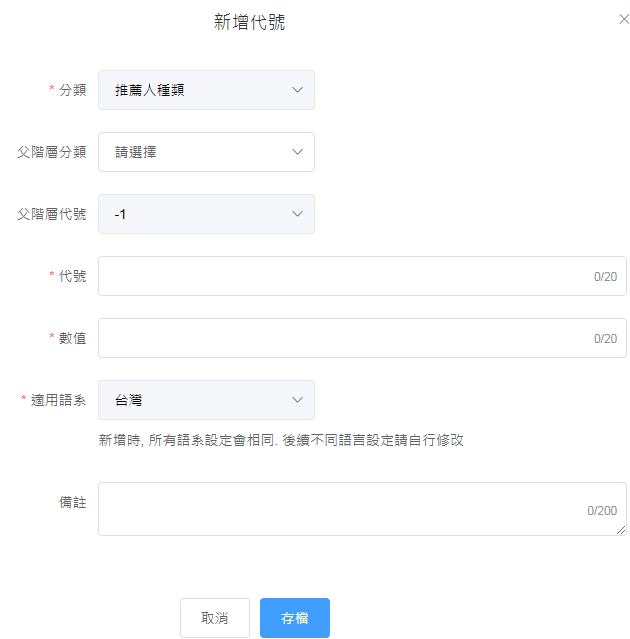 新增代號
* 分類 推薦人種類
父階層分類 請選擇
父階層代號 -1
* 代號 0/20
* 數值 0/20
* 適用語系 台灣
新增時, 所有語系設定會相同. 後續不同語言設定請自行修改
備註 0/200
取消 存檔